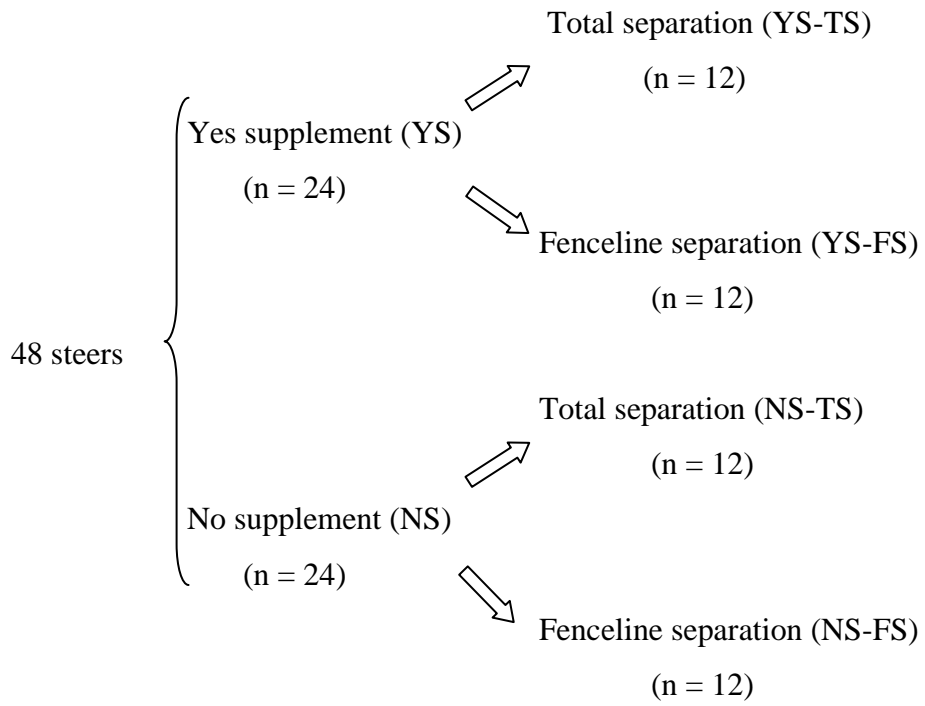 Total separation (YS-TS)
(n = 12)
Yes supplement (YS)
(n = 24)
Fenceline separation (YS-FS)
(n = 12)
48 steers
Total separation (NS-TS)
(n = 12)
No supplement (NS)
(n = 24)
Fenceline separation (NS-FS)
(n = 12)